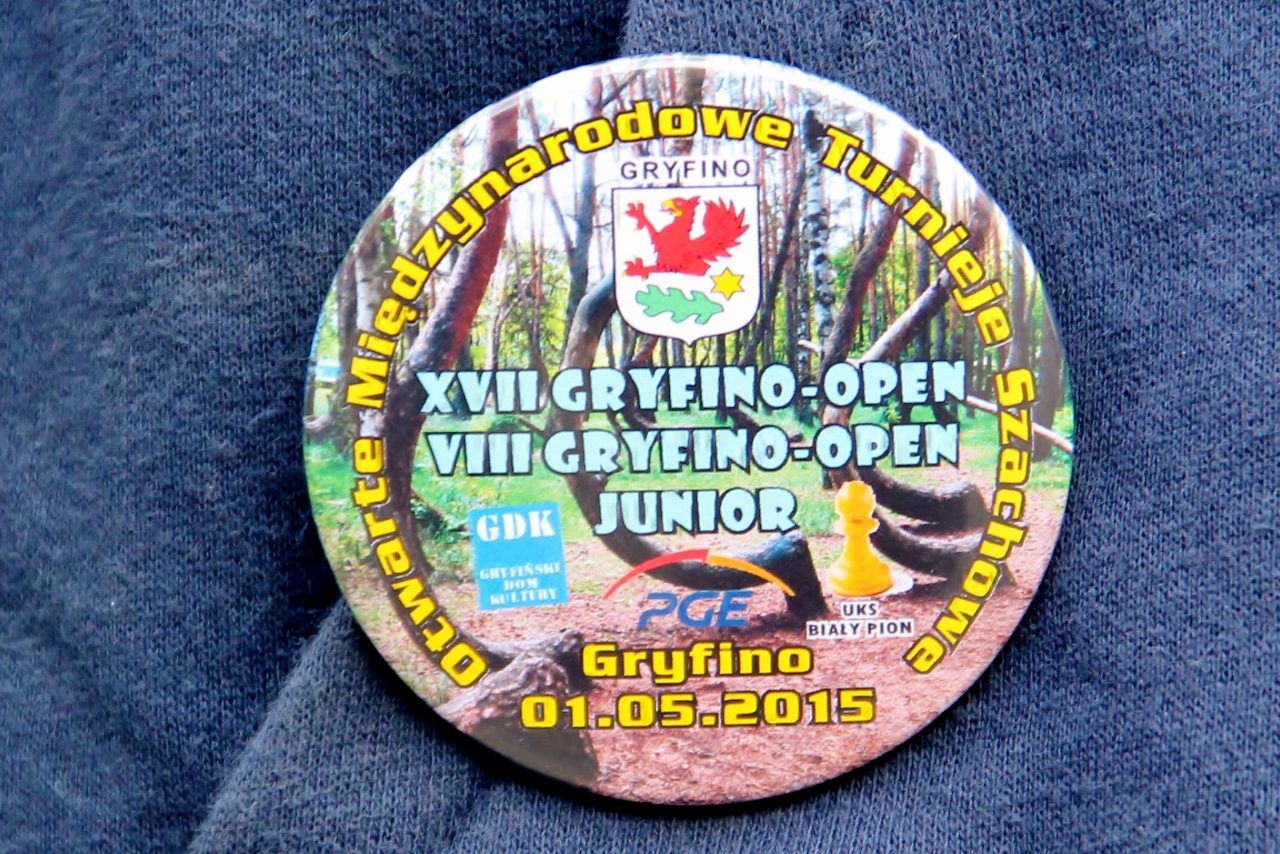 Otwarte Międzynarodowe Turnieje Szachowe
GRYFINO
XVII GRYFINO-OPEN
VIII GRYFINO-OPEN
JUNIOR
GDK
GRYFIŃSKI
DOM
KULTURY
PGE
UKS
BIAŁY PION
Gryfino
01.05.2015